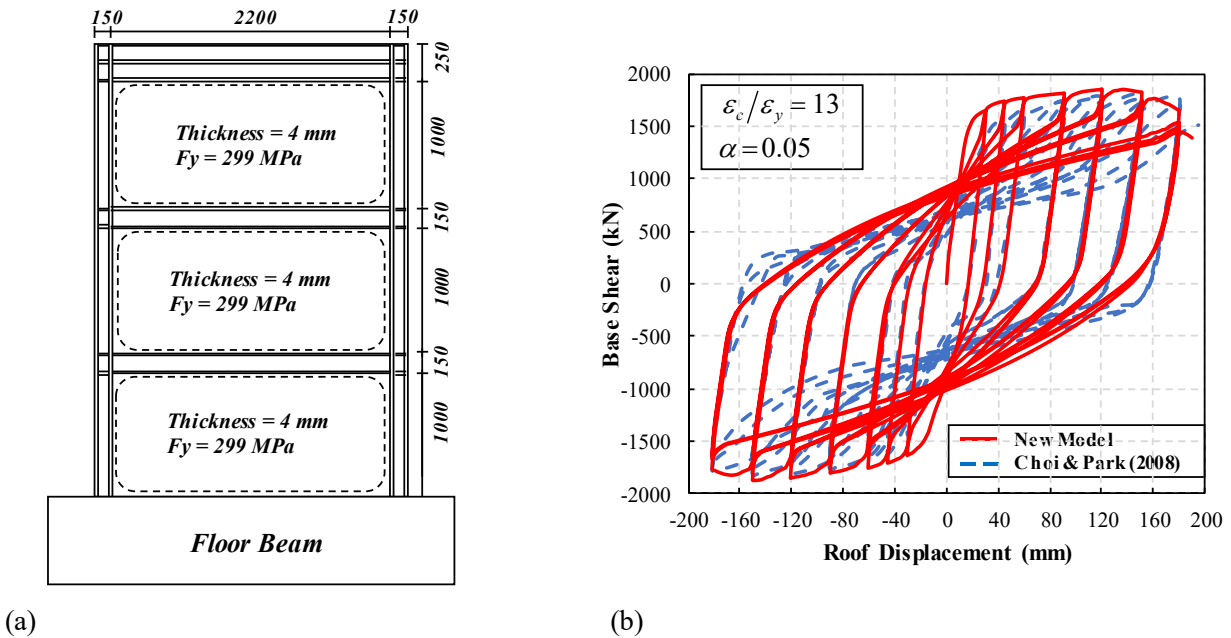 150 2200 150
250
1000
150
1000
150
1000
Thickness = 4 mm
Fy = 299 MPa
Thickness = 4 mm
Fy = 299 MPa
Thickness = 4 mm
Fy = 299 MPa
Floor Beam
(a)
2000
1500
1000
500
0
-500
-1000
-1500
-2000
Base Shear (kN)
εc/εy = 13
α = 0.05
New Model
Choi & Park (2008)
-200 -160 -120 -80 -40 0 40 80 120 160 200
Roof Displacement (mm)
(b)